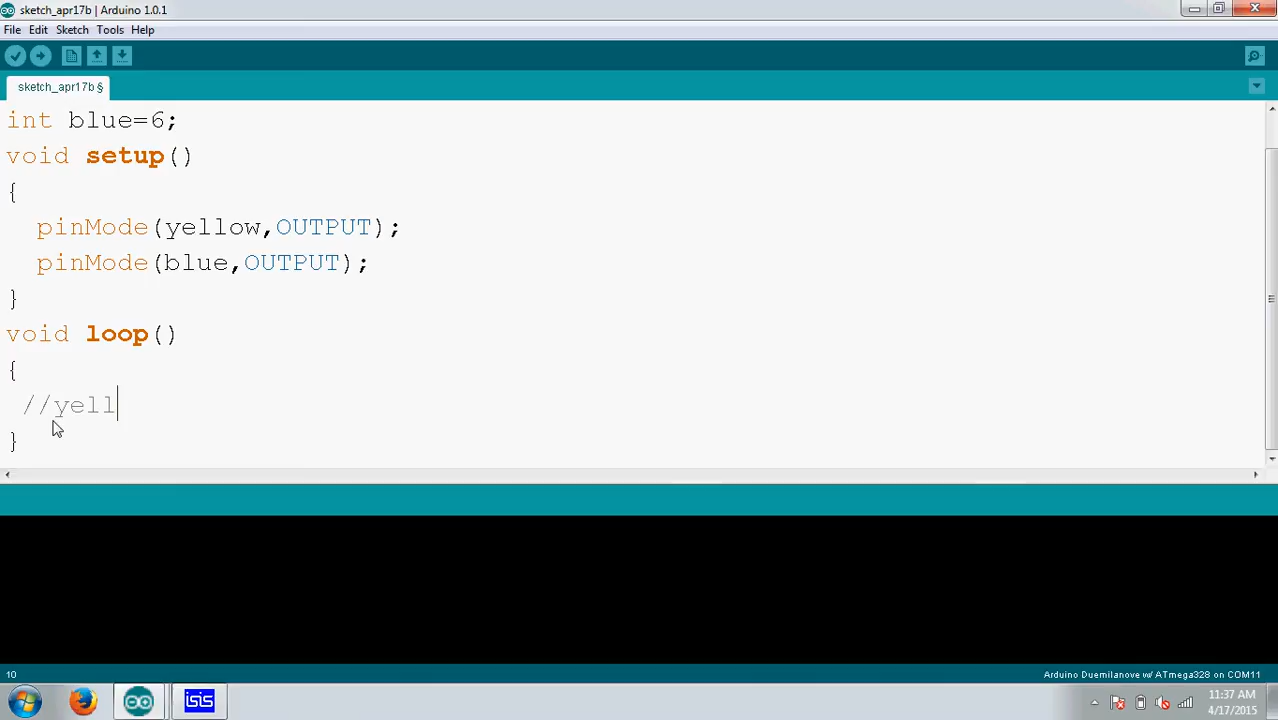 sketch_apr17b | Arduino 1.0.1
File Edit Sketch Tools Help
sketch_apr17b §
int blue=6;
void setup()
{
pinMode(yellow,OUTPUT);
pinMode(blue,OUTPUT);
}
void loop()
{
//yell
}
10
Arduino Duemilanove w/ ATmega328 on COM11
isis
11:37 AM
4/17/2015